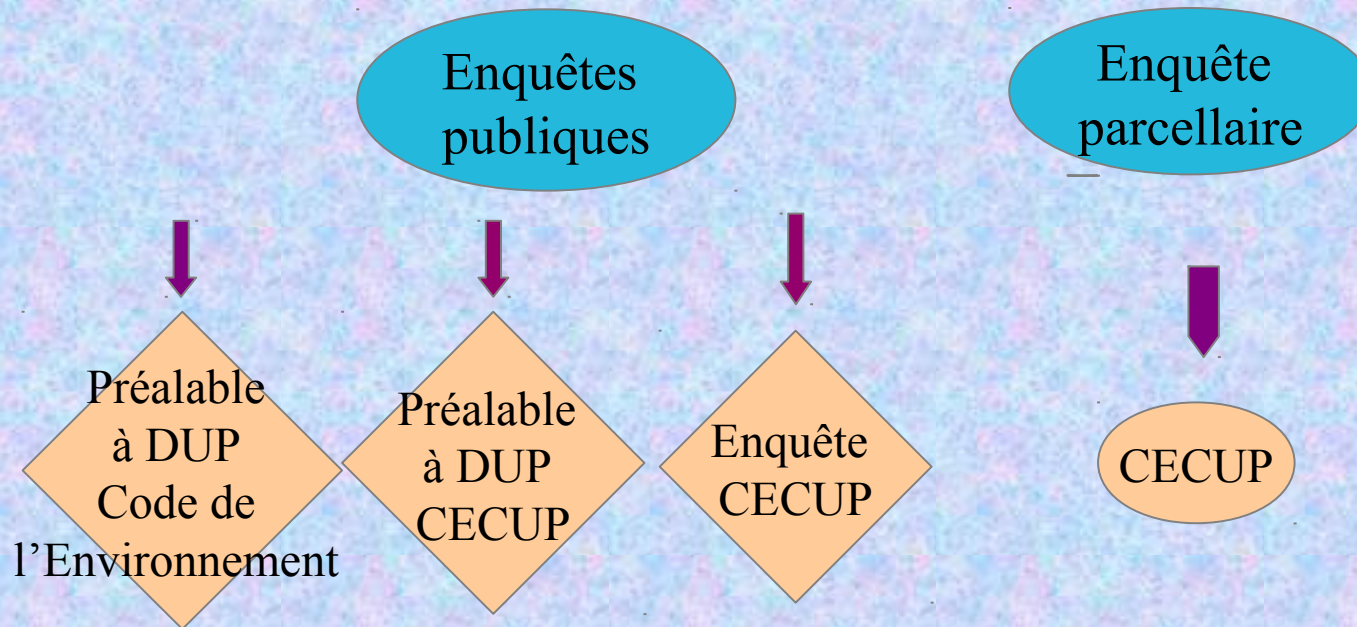 Enquêtes
publiques
Enquête
parcellaire
Préalable
à DUP
Code de
l’Environnement
Préalable
à DUP
CECUP
Enquête
CECUP
CECUP